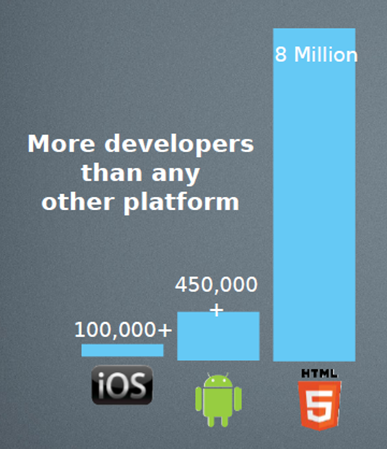 8 Million
More developers
than any
other platform
450,000
+
100,000+
iOS
HTML
5